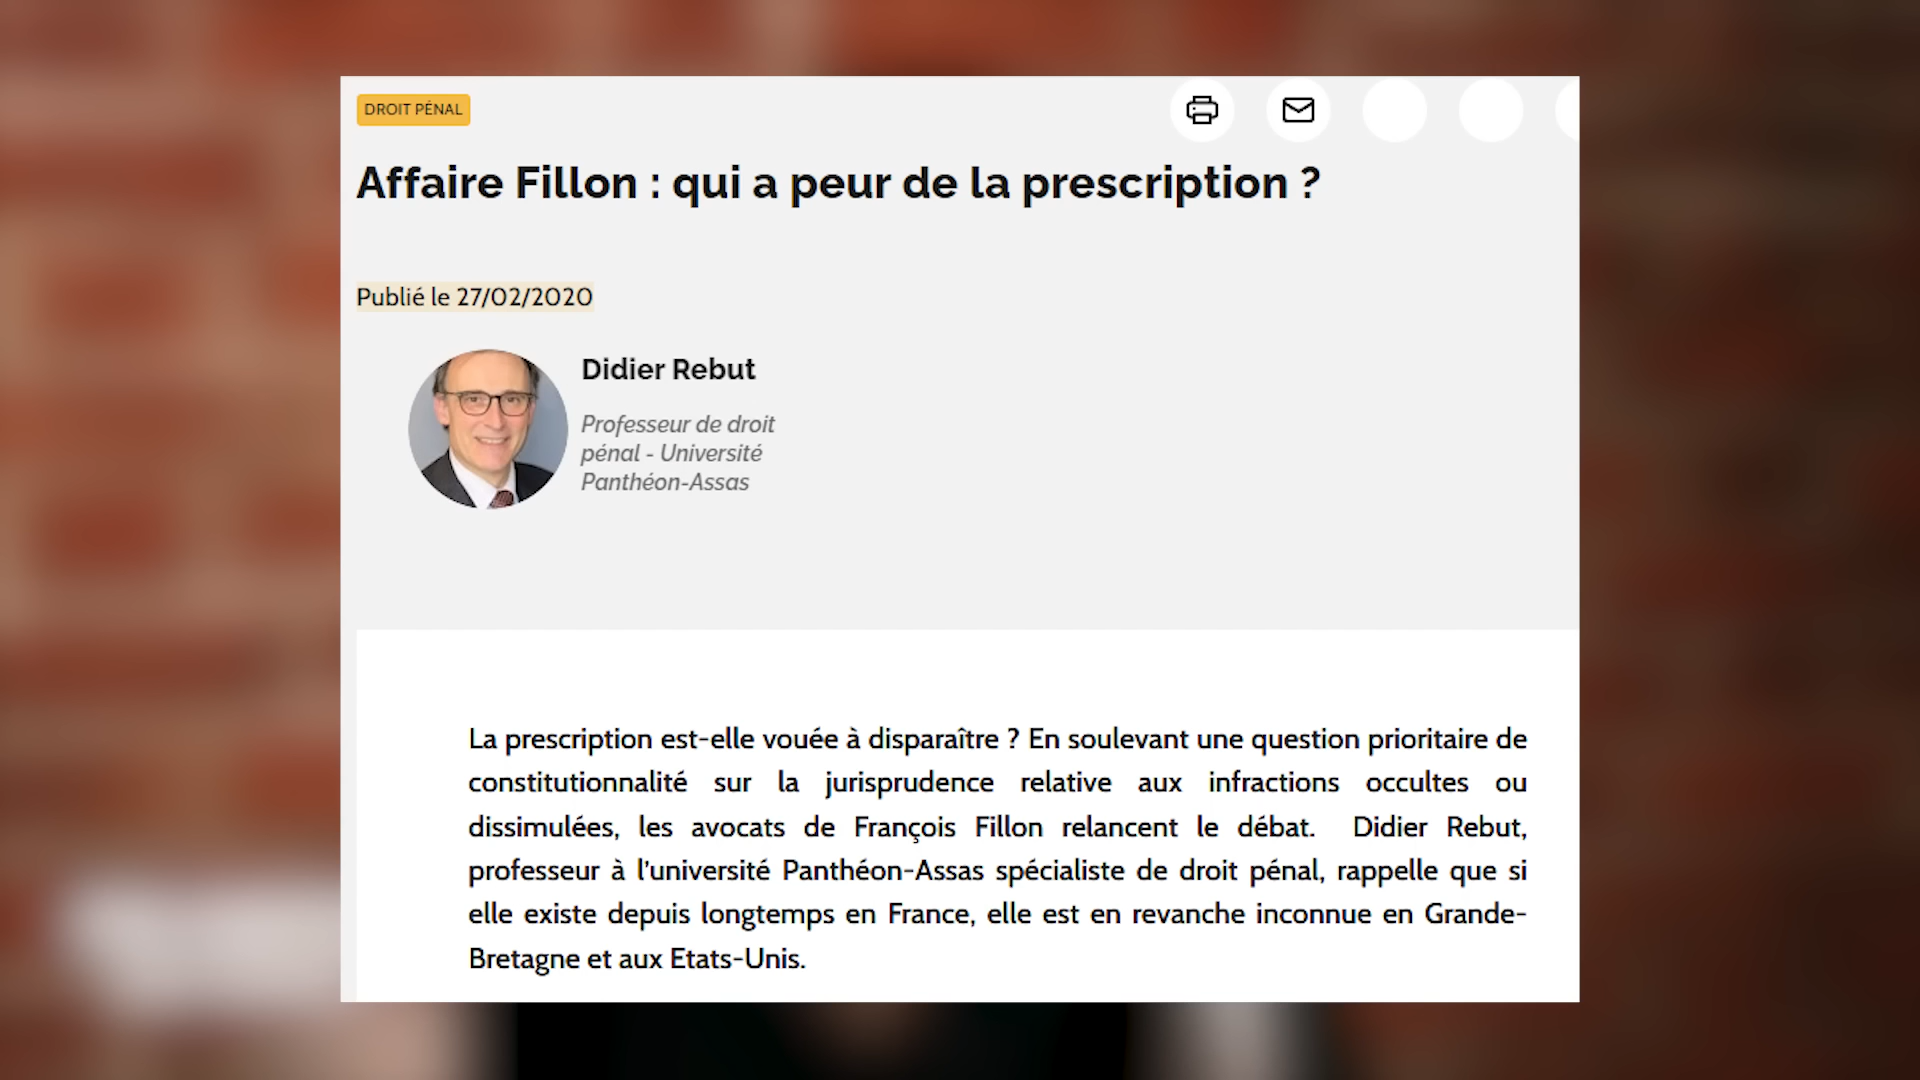 DROIT PÉNAL
Affaire Fillon : qui a peur de la prescription ?
Publié le 27/02/2020
Didier Rebut
Professeur de droit
pénal - Université
Panthéon-Assas
La prescription est-elle vouée à disparaître ? En soulevant une question prioritaire de
constitutionnalité sur la jurisprudence relative aux infractions occultes ou
dissimulées, les avocats de François Fillon relancent le débat. Didier Rebut,
professeur à l'université Panthéon-Assas spécialiste de droit pénal, rappelle que si
elle existe depuis longtemps en France, elle est en revanche inconnue en Grande-
Bretagne et aux Etats-Unis.